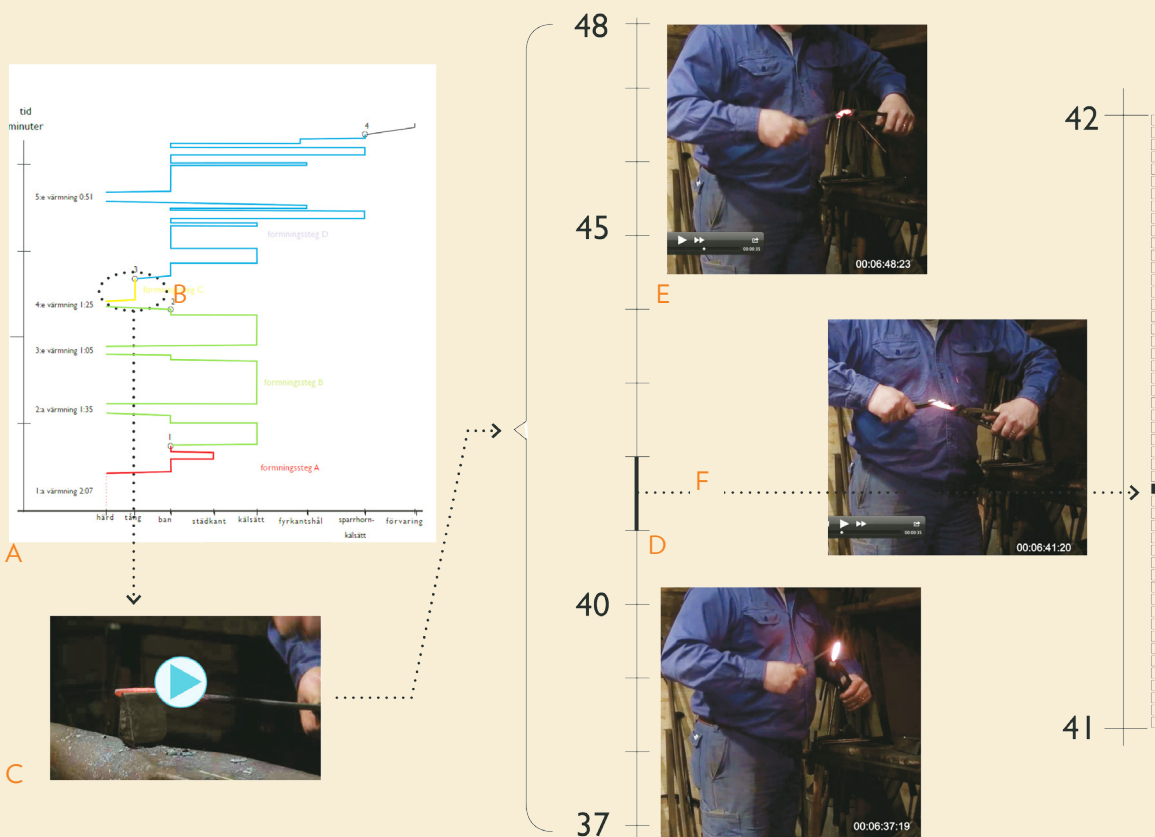 tid
minuter
4
5:e värmning 0:51
formningssteg D
3
B
4:e värmning 1:25
2
3:e värmning 1:05
formningssteg B
2:a värmning 1:35
1
formningssteg A
1:a värmning 2:07
härd tång ban städkant kälsätt fyrkantshål sparrhorn- förvaring
kälsätt
A
C
48
45
40
37
00:06:48:23
E
F
D
00:06:41:20
00:06:37:19
42
41